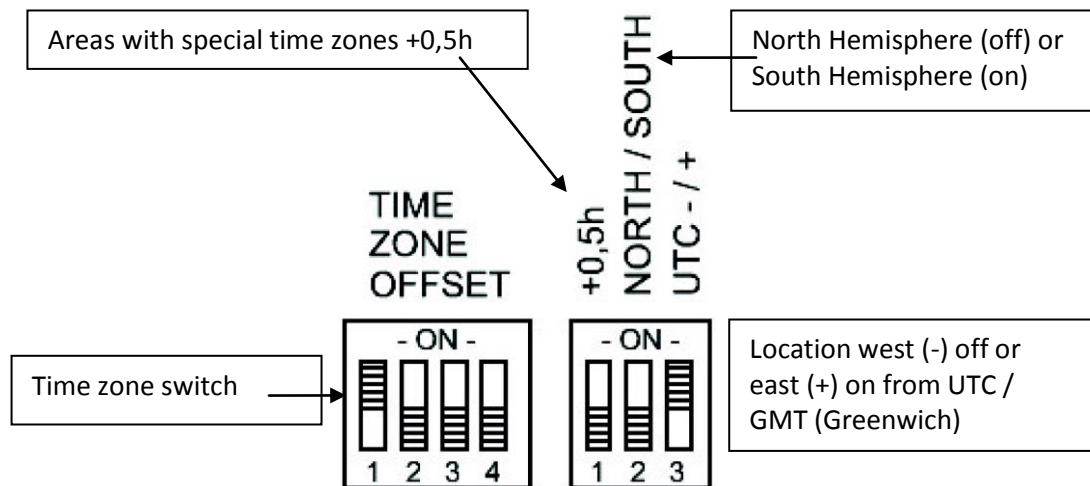 Areas with special time zones +0,5h
North Hemisphere (off) or
South Hemisphere (on)
TIME
ZONE
OFFSET
+0,5h
NORTH / SOUTH
UTC - / +
Time zone switch
- ON -
1 2 3 4
- ON -
1 2 3
Location west (-) off or
east (+) on from UTC /
GMT (Greenwich)